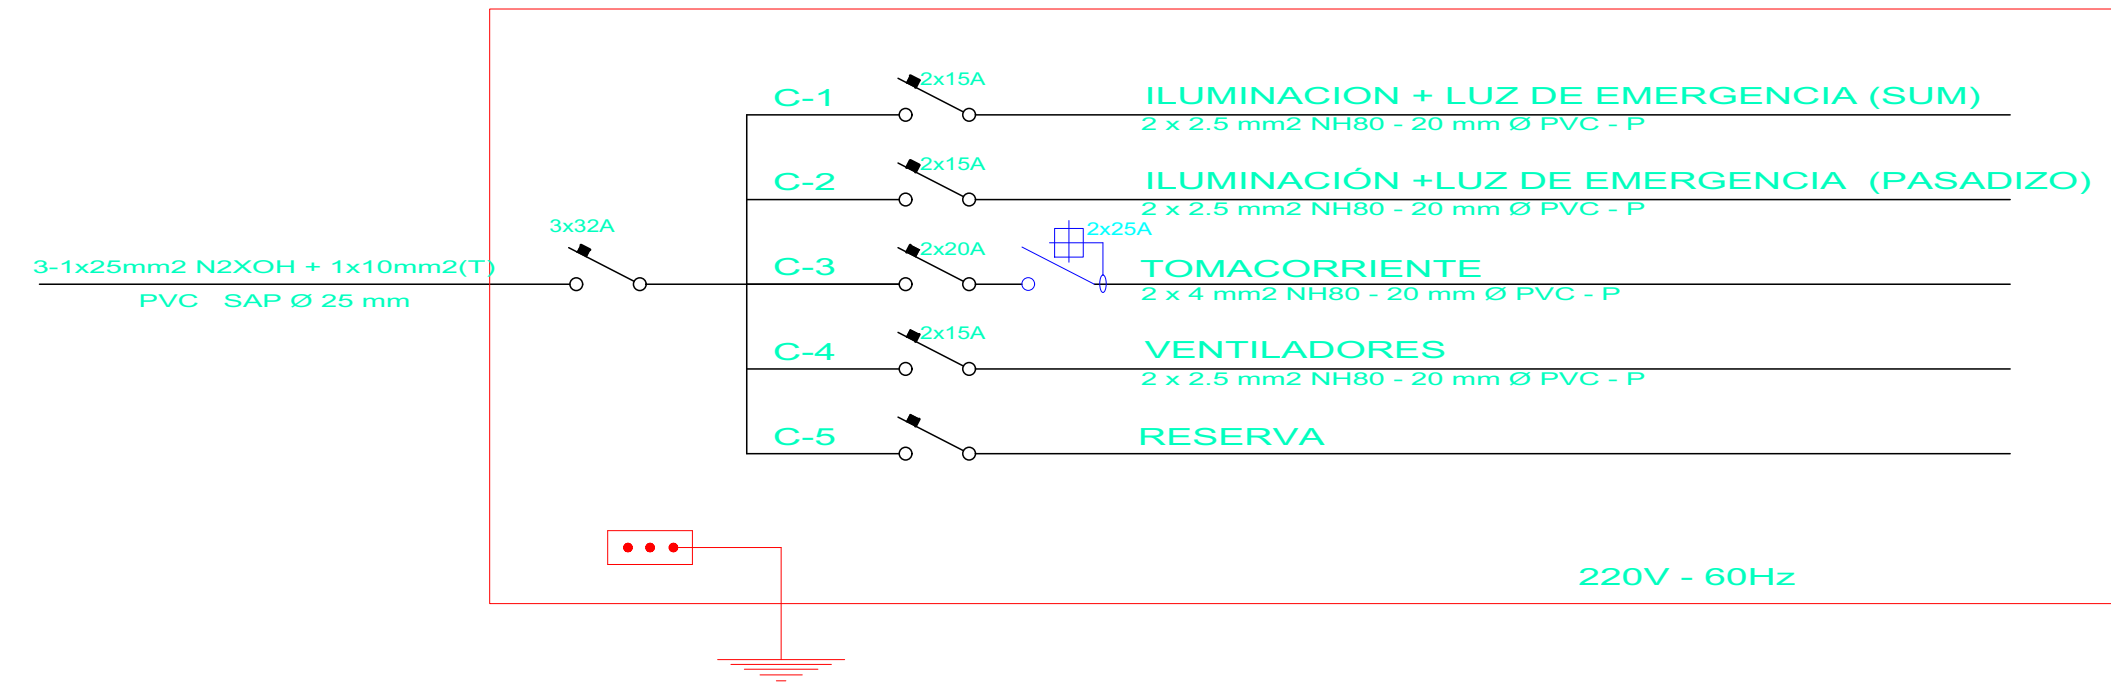 2x15A
C-1
ILUMINACION + LUZ DE EMERGENCIA (SUM)
2 x 2.5 mm2 NH80 - 20 mm Ø PVC - P
2x15A
C-2
ILUMINACIÓN +LUZ DE EMERGENCIA (PASADIZO)
2 x 2.5 mm2 NH80 - 20 mm Ø PVC - P
3x32A
3-1x25mm2 N2XOH + 1x10mm2(T)
PVC SAP Ø 25 mm
2x20A
2x25A
C-3
TOMACORRIENTE
2 x 4 mm2 NH80 - 20 mm Ø PVC - P
2x15A
C-4
VENTILADORES
2 x 2.5 mm2 NH80 - 20 mm Ø PVC - P
C-5
RESERVA
220V - 60Hz